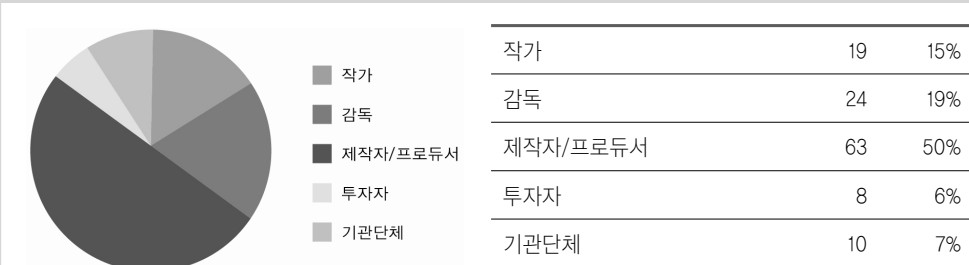 작가
감독
제작자/프로듀서
투자자
기관단체
작가 19 15%
감독 24 19%
제작자/프로듀서 63 50%
투자자 8 6%
기관단체 10 7%